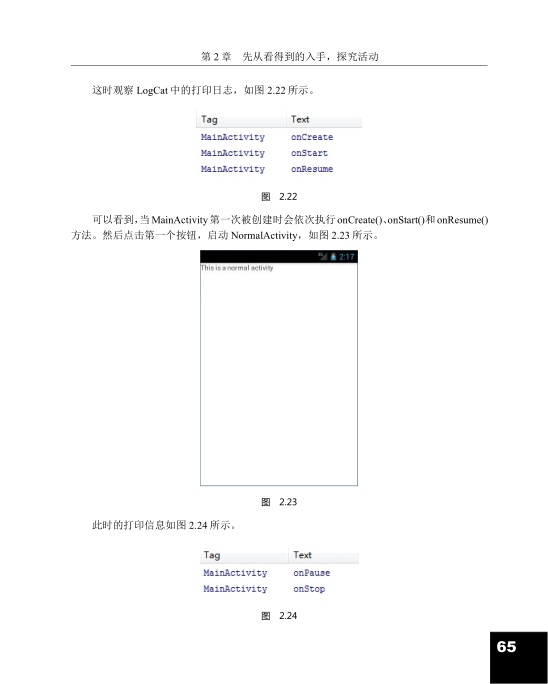 第 2 章 先从看得到的入手，探究活动
这时观察 LogCat 中的打印日志，如图 2.22 所示。
Tag Text
MainActivity onCreate
MainActivity onStart
MainActivity onResume
图 2.22
可以看到，当 MainActivity 第一次被创建时会依次执行 onCreate()、onStart()和 onResume()
方法。然后点击第一个按钮，启动 NormalActivity，如图 2.23 所示。
2:17
This is a normal activity
图 2.23
此时的打印信息如图 2.24 所示。
Tag Text
MainActivity onPause
MainActivity onStop
图 2.24
65